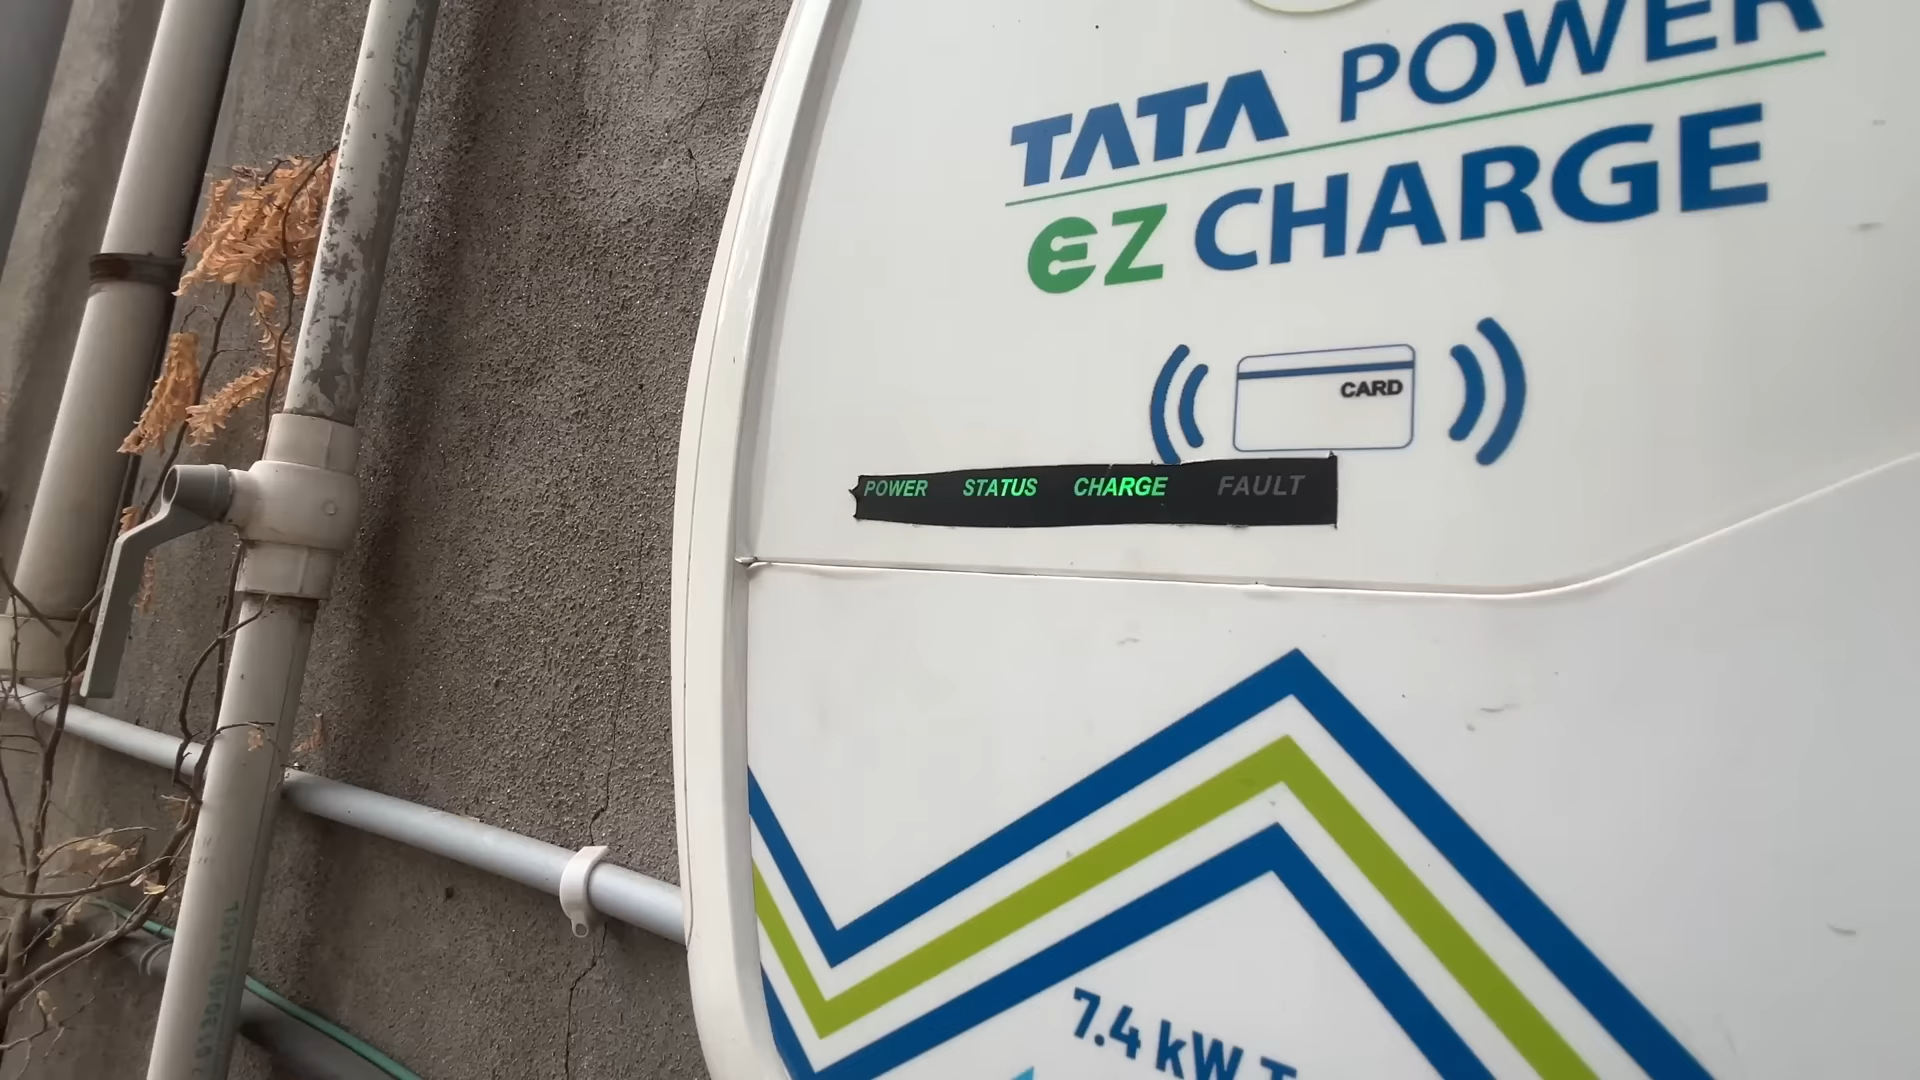 TATA POWER
EZ CHARGE
CARD
POWER STATUS CHARGE FAULT
7.4 kW